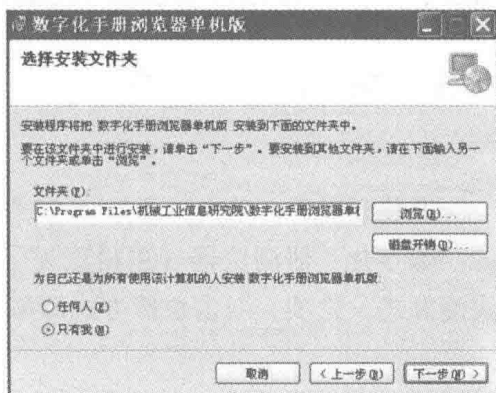 数字化手册浏览器单机版
选择安装文件夹
安装程序将把 数字化手册浏览器单机版 安装到下面的文件夹中。
要在该文件夹中进行安装，请单击“下一步”。要安装到其他文件夹，请在下面输入另一
个文件夹或单击“浏览”。
文件夹(F):
C:\Program Files\机械工业信息研究院\数字化手册浏览器单机
浏览(R)...
磁盘开销(D)...
为自己还是为所有使用该计算机的人安装 数字化手册浏览器单机版:
任何人(E)
只有我(M)
取消
< 上一步(B)
下一步(N) >